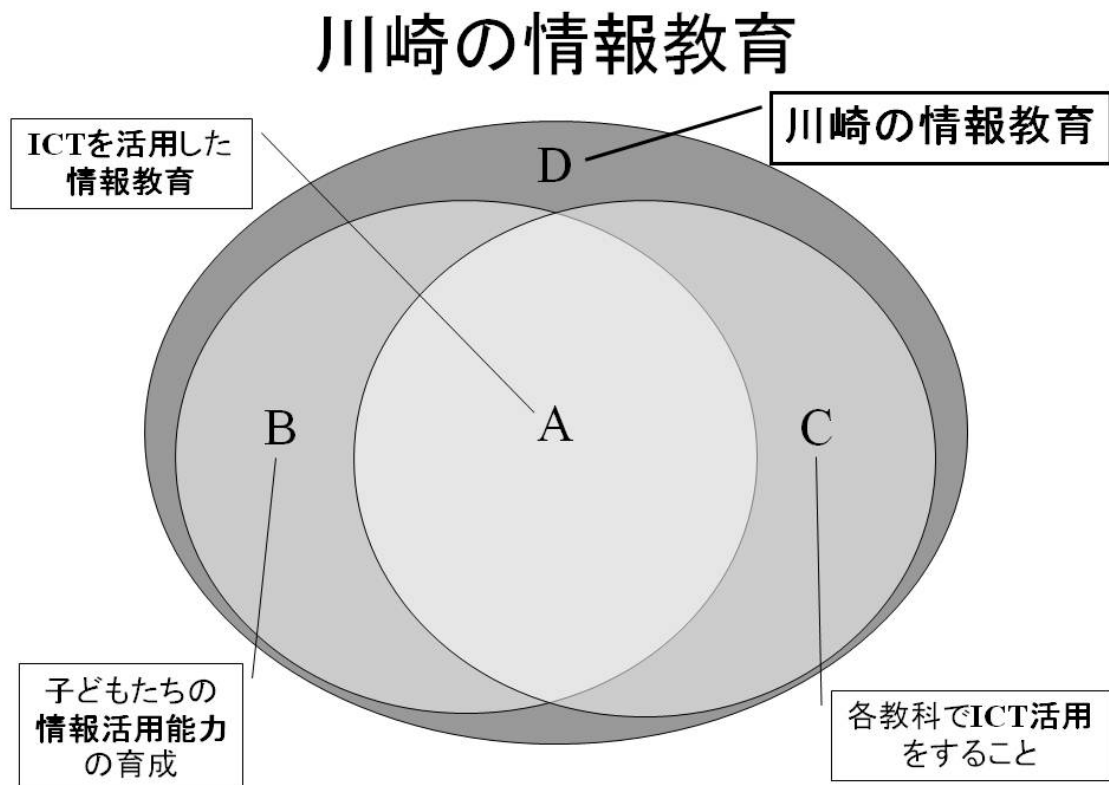 川崎の情報教育
川崎の情報教育
ICTを活用した
情報教育
D
B
A
C
子どもたちの
情報活用能力
の育成
各教科でICT活用
をすること